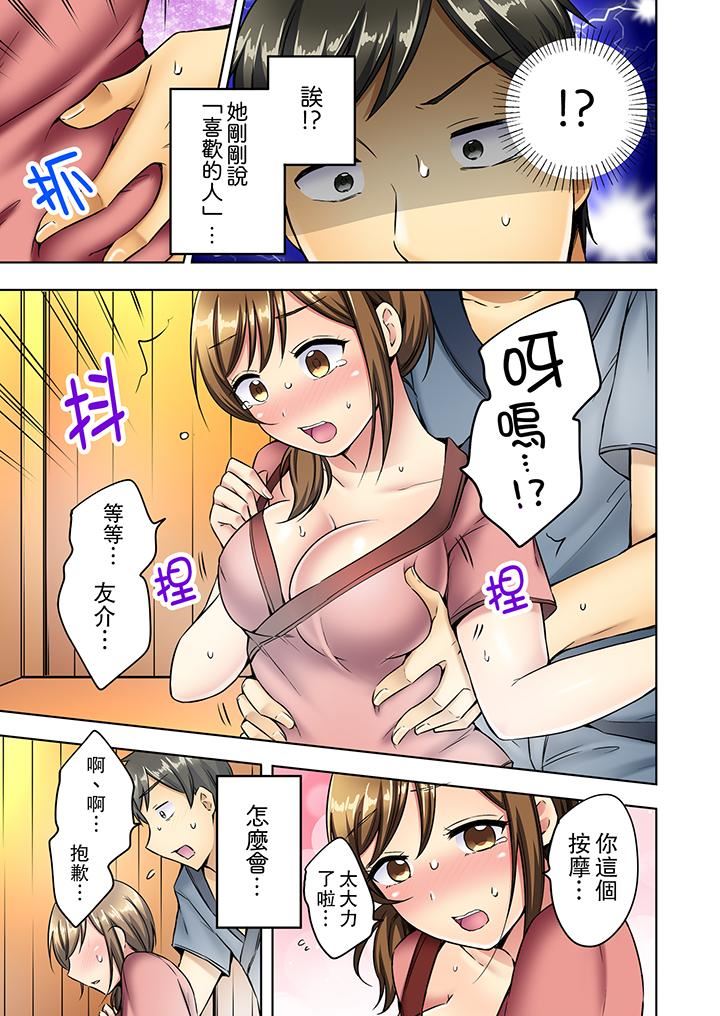 !?
誒!?
她剛剛說
「喜歡的人」…
抓
呀
嗚…
!?
抖
等等…
友介…
捏
捏
你這個
按摩…
太大力
了啦…
怎麼會…
啊、啊…
抱歉…